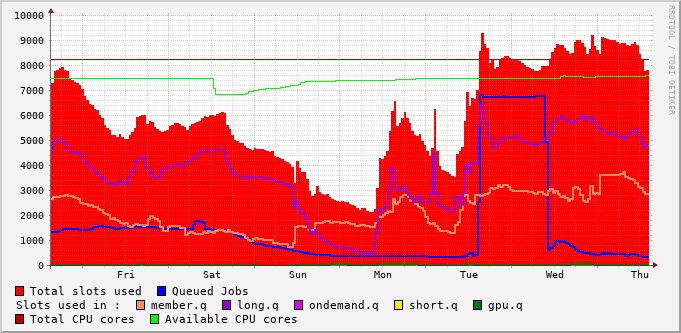 10000
9000
8000
7000
6000
5000
4000
3000
2000
1000
0
Fri Sat Sun Mon Tue Wed Thu
RRDTOOL / TOBI OETIKER
Total slots used Queued Jobs
Slots used in : member.q long.q ondemand.q short.q gpu.q
Total CPU cores Available CPU cores